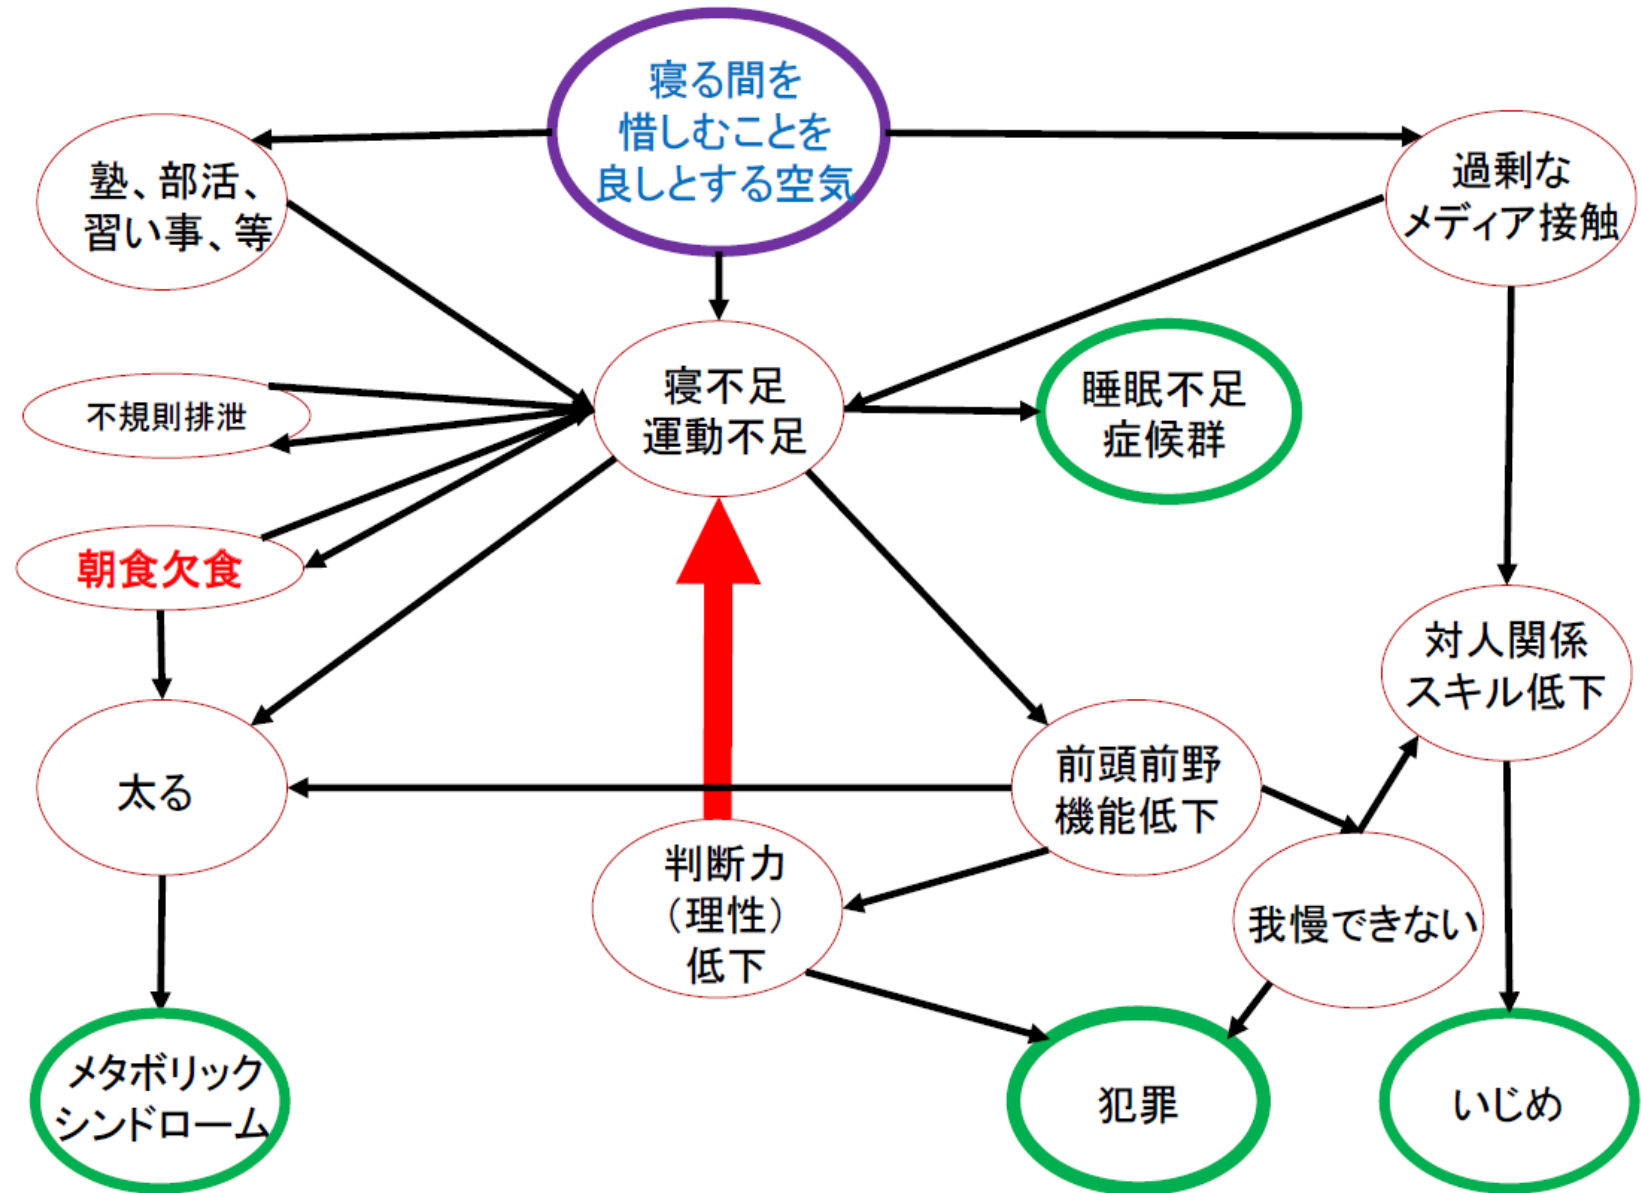 寝る間を
惜しむことを
良しとする空気
塾、部活、
習い事、等
過剰な
メディア接触
寝不足
運動不足
睡眠不足
症候群
不規則排泄
朝食欠食
対人関係
スキル低下
太る
前頭前野
機能低下
判断力
(理性)
低下
我慢できない
メタボリック
シンドローム
犯罪
いじめ